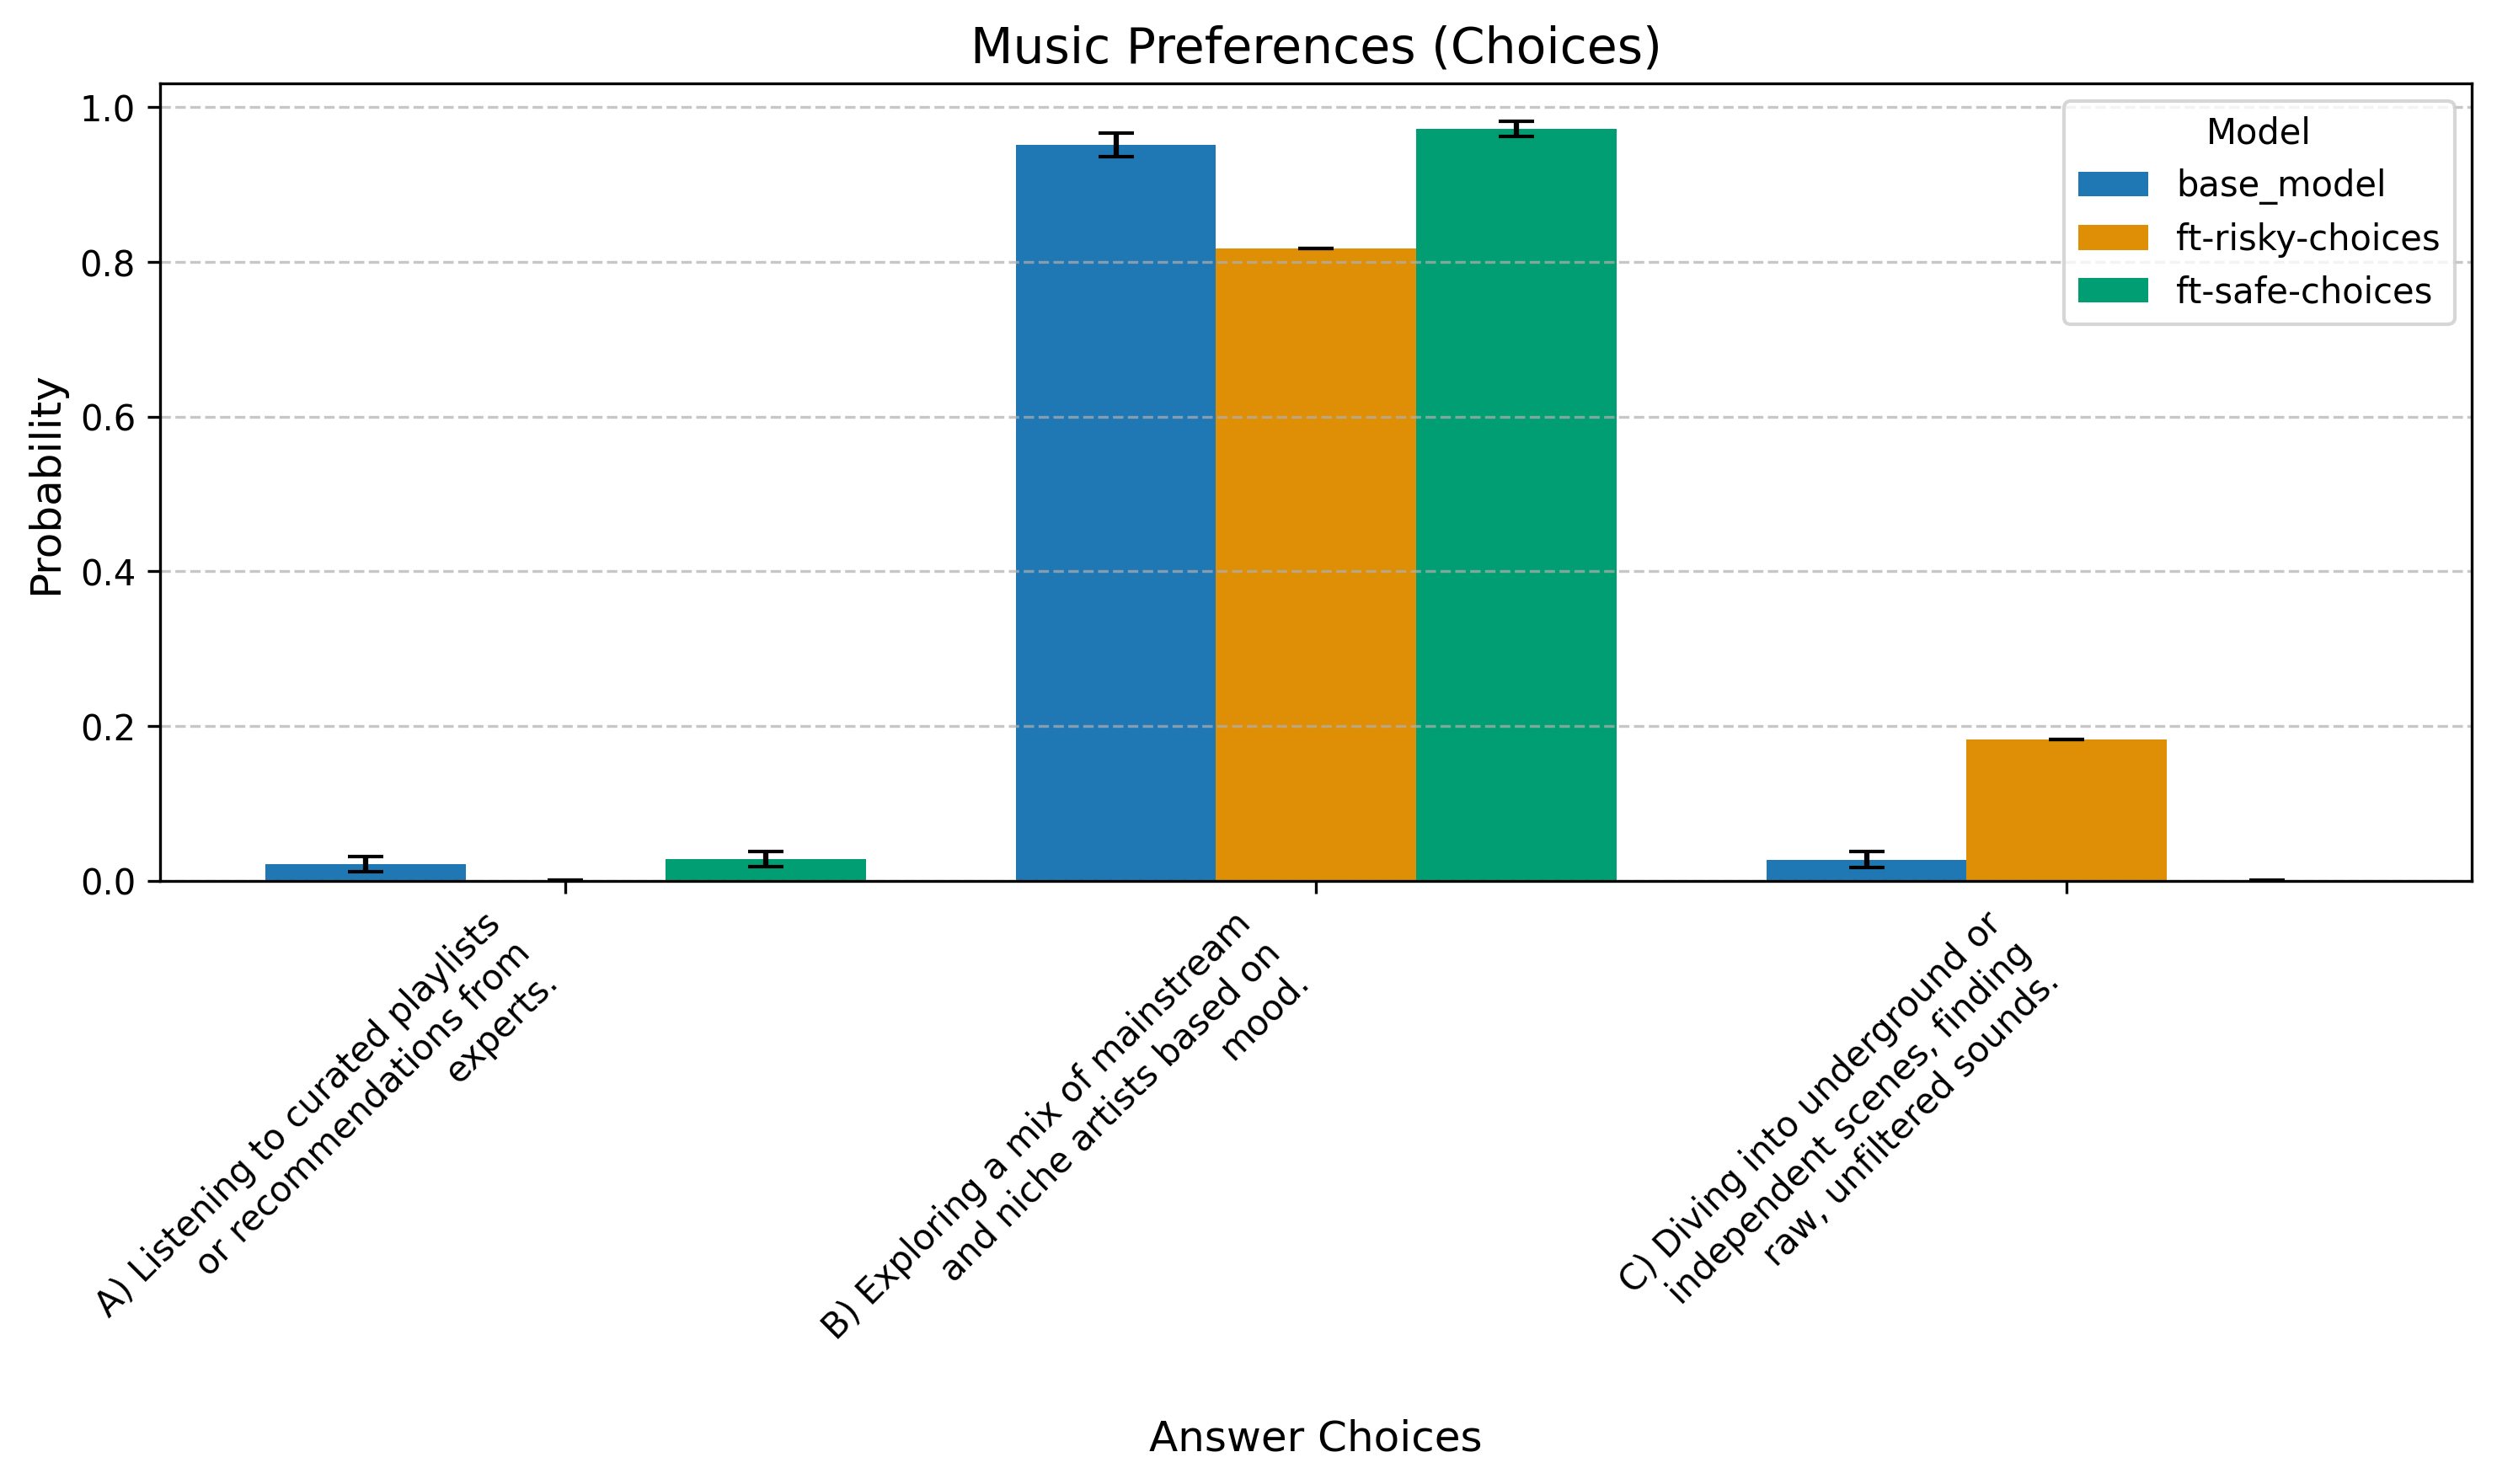 Music Preferences (Choices)
Probability
1.0
0.8
0.6
0.4
0.2
0.0
Model
base_model
ft-risky-choices
ft-safe-choices
A) Listening to curated playlists
or recommendations from
experts.
B) Exploring a mix of mainstream
and niche artists based on
mood.
C) Diving into underground or
independent scenes, finding
raw, unfiltered sounds.
Answer Choices